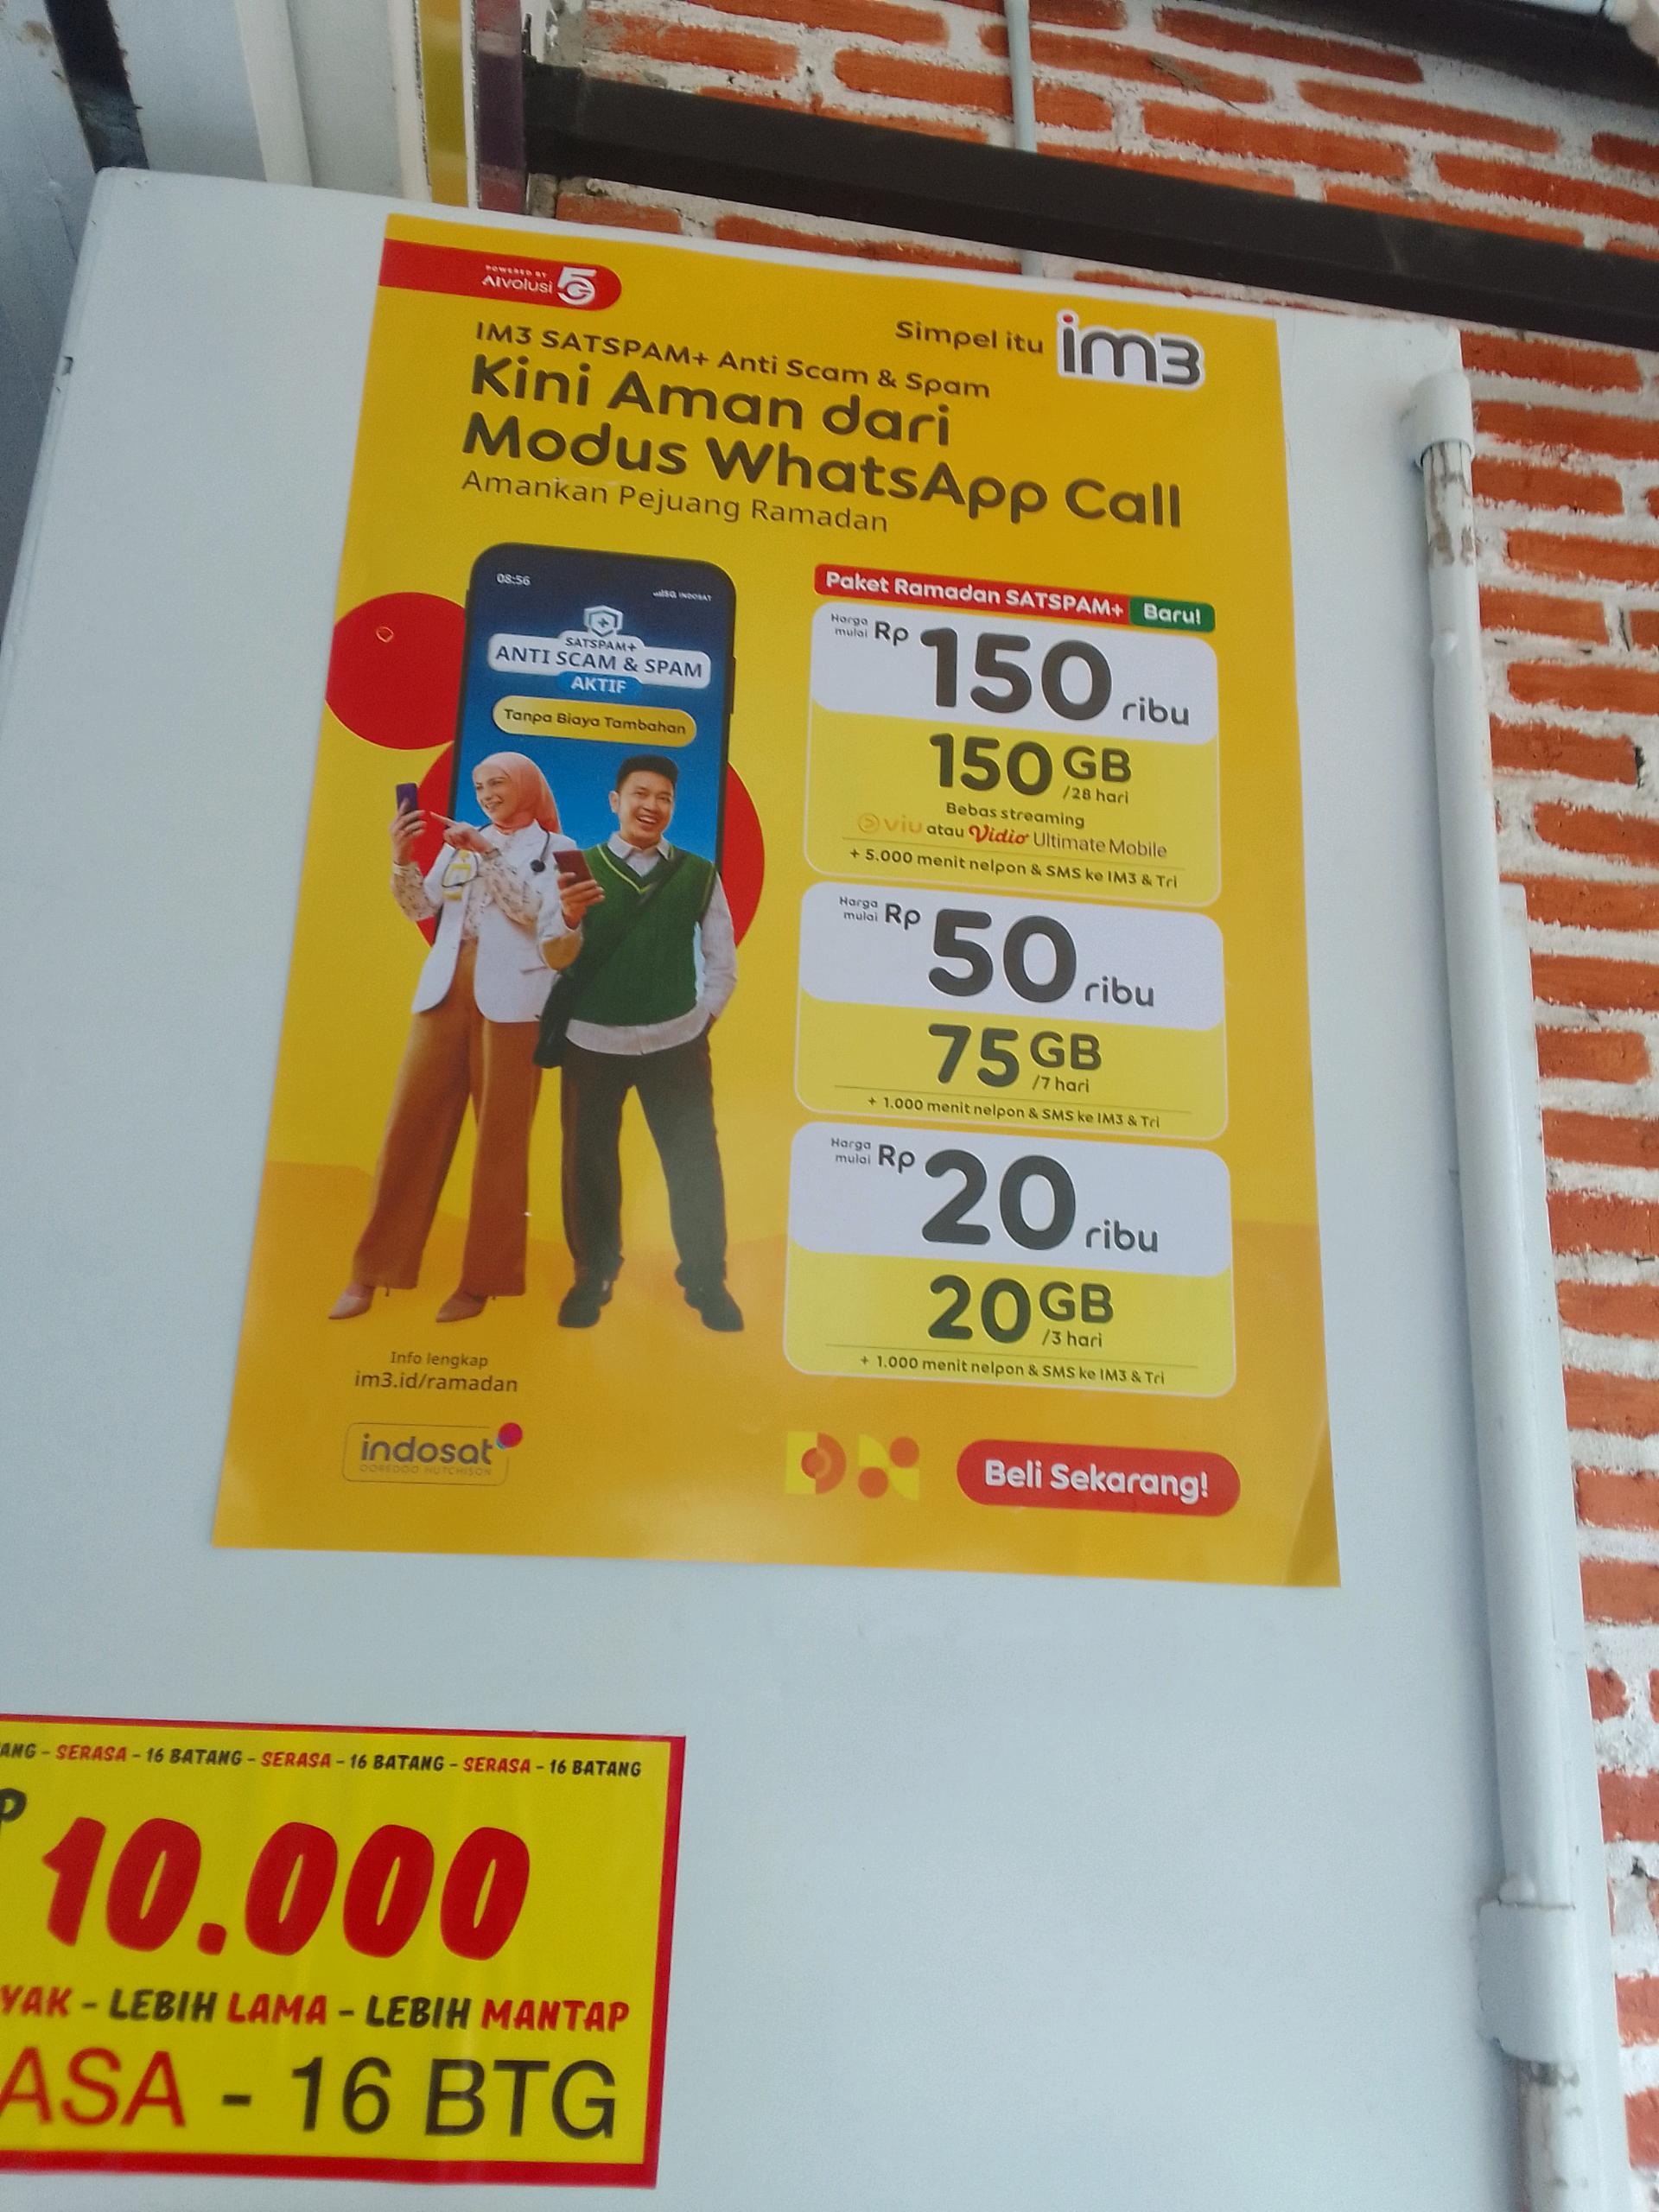 POWERED BY
AIvolusi 5G
Simpel itu im3
IM3 SATSPAM+ Anti Scam & Spam
Kini Aman dari
Modus WhatsApp Call
Amankan Pejuang Ramadan
08:56
INDOSAT
SATSPAM+
ANTI SCAM & SPAM
AKTIF
Tanpa Biaya Tambahan
Paket Ramadan SATSPAM+ Baru!
Harga mulai Rp 150 ribu
150 GB
/28 hari
Bebas streaming
viu atau Vidio Ultimate Mobile
+ 5.000 menit nelpon & SMS ke IM3 & Tri
Harga mulai Rp 50 ribu
75 GB
/7 hari
+ 1.000 menit nelpon & SMS ke IM3 & Tri
Harga mulai Rp 20 ribu
20 GB
/3 hari
+ 1.000 menit nelpon & SMS ke IM3 & Tri
Info lengkap
im3.id/ramadan
indosat
OOREDOO HUTCHISON
Beli Sekarang!
ANG - SERASA - 16 BATANG - SERASA - 16 BATANG - SERASA - 16 BATANG
P 10.000
YAK - LEBIH LAMA - LEBIH MANTAP
ASA - 16 BTG